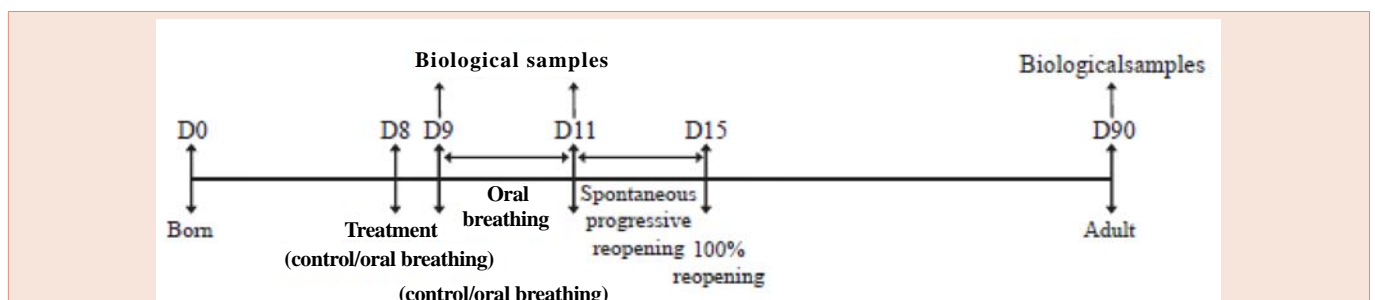 Biological samples
Biologicalsamples
D0 D8 D9 D11 D15 D90
Oral
breathing
Spontaneous
progressive
reopening 100%
reopening
Born
Treatment
(control/oral breathing)
(control/oral breathing)
Adult